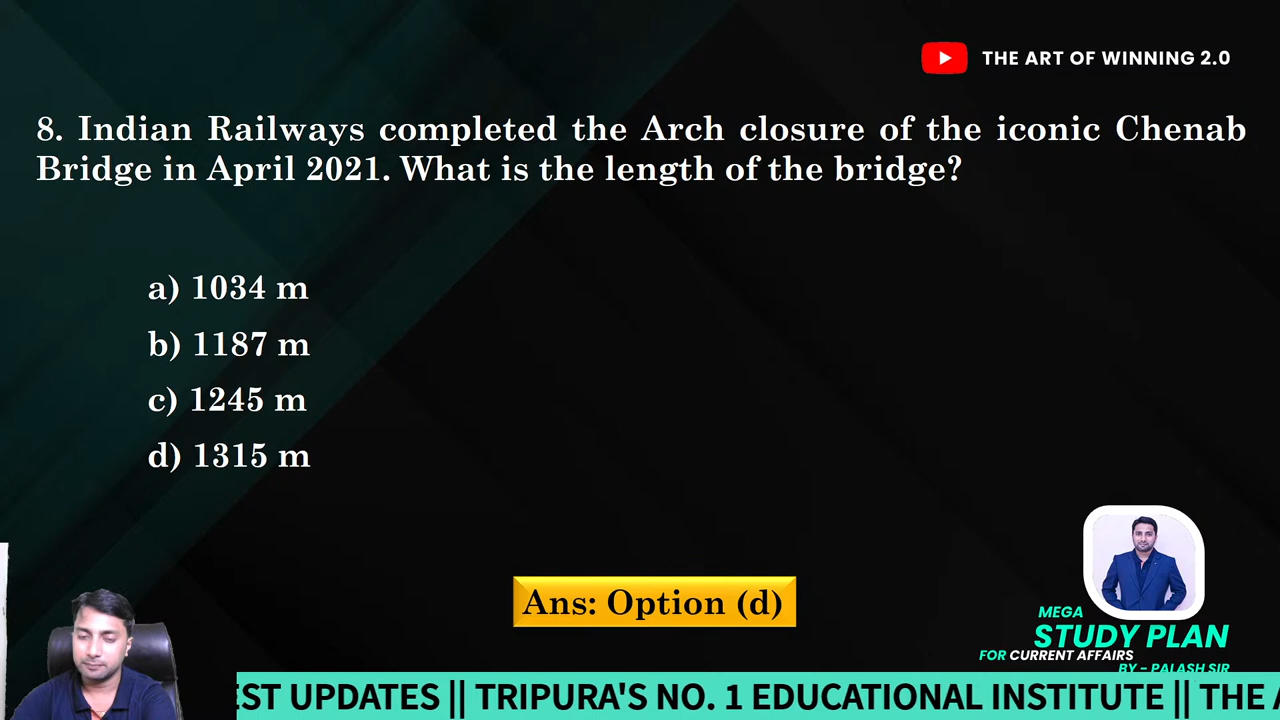 THE ART OF WINNING 2.0
8. Indian Railways completed the Arch closure of the iconic Chenab
Bridge in April 2021. What is the length of the bridge?
a) 1034 m
b) 1187 m
c) 1245 m
d) 1315 m
Ans: Option (d)
MEGA
STUDY PLAN
FOR CURRENT AFFAIRS
BY - PALASH SIR
EST UPDATES || TRIPURA'S NO. 1 EDUCATIONAL INSTITUTE || THE A